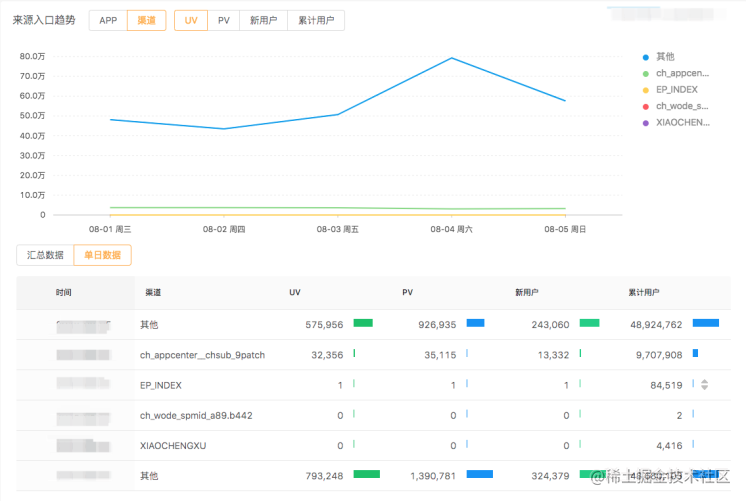 来源入口趋势 APP 渠道 UV PV 新用户 累计用户
80.0万
70.0万
60.0万
50.0万
40.0万
30.0万
20.0万
10.0万
0
08-01 周三 08-02 周四 08-03 周五 08-04 周六 08-05 周日
其他
ch_appcen...
EP_INDEX
ch_wode_s...
XIAOCHEN...
汇总数据 单日数据
时间 渠道 UV PV 新用户 累计用户
其他 575,956 926,935 243,060 48,924,762
ch_appcenter__chsub_9patch 32,356 35,115 13,332 9,707,908
EP_INDEX 1 1 1 84,519
ch_wode_spmid_a89.b442 0 0 0 2
XIAOCHENGXU 0 0 0 4,416
其他 793,248 1,390,781 324,379
@稀土掘金技术社区